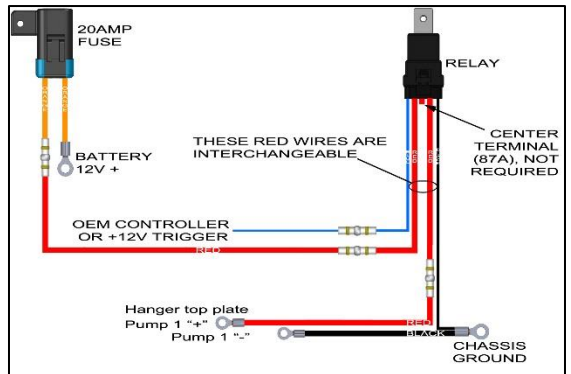 20AMP
FUSE
RELAY
THESE RED WIRES ARE
INTERCHANGEABLE
CENTER
TERMINAL
(87A), NOT
REQUIRED
BATTERY
12V +
OEM CONTROLLER
OR +12V TRIGGER
RED
Hanger top plate
Pump 1 "+"
Pump 1 "-"
RED
BLACK
CHASSIS
GROUND